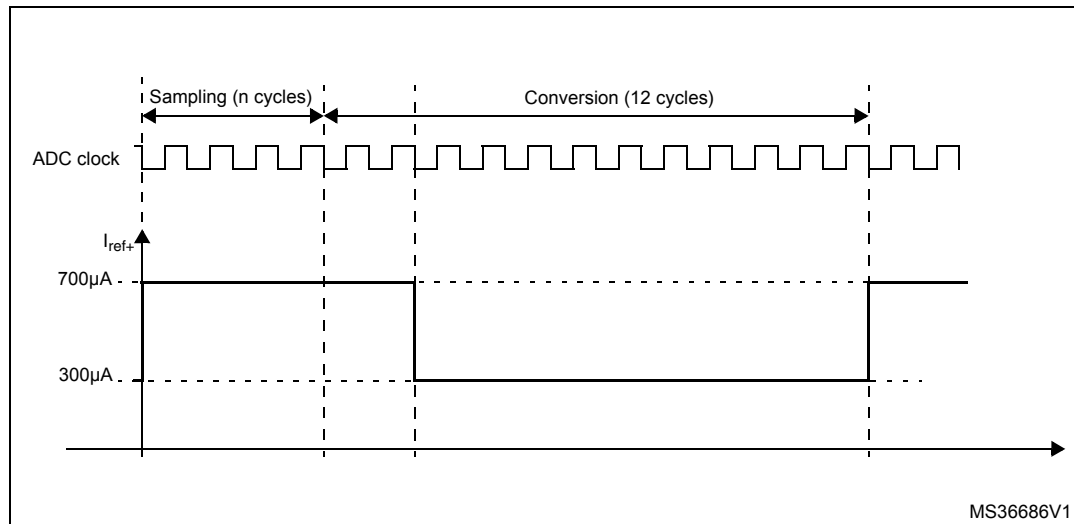 Sampling (n cycles)
Conversion (12 cycles)
ADC clock
Iref+
700µA
300µA
MS36686V1